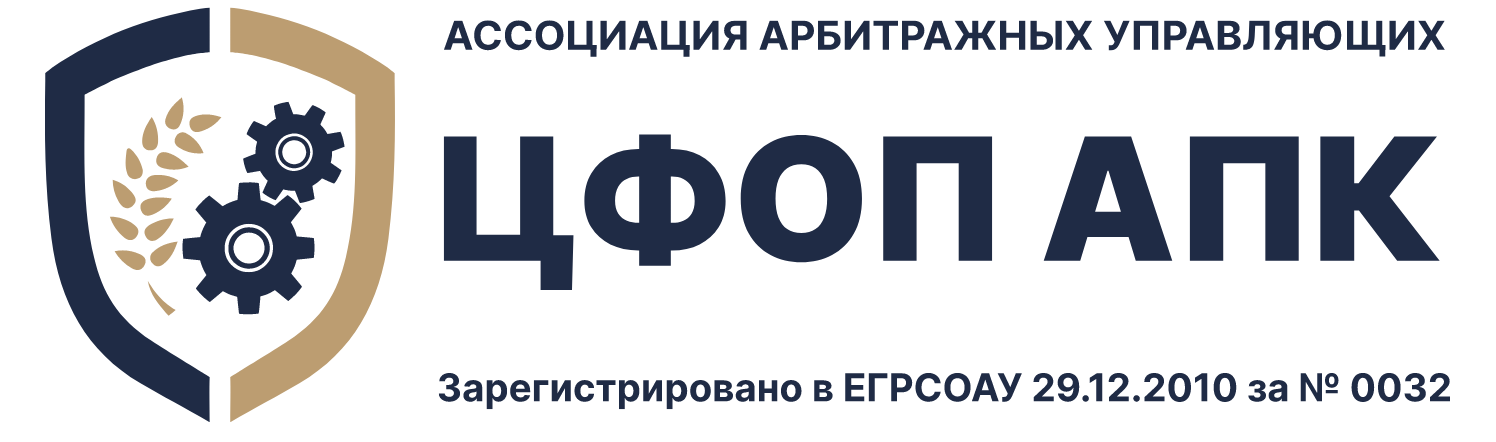 АССОЦИАЦИЯ АРБИТРАЖНЫХ УПРАВЛЯЮЩИХ
ЦФОП АПК
Зарегистрировано в ЕГРСОАУ 29.12.2010 за № 0032